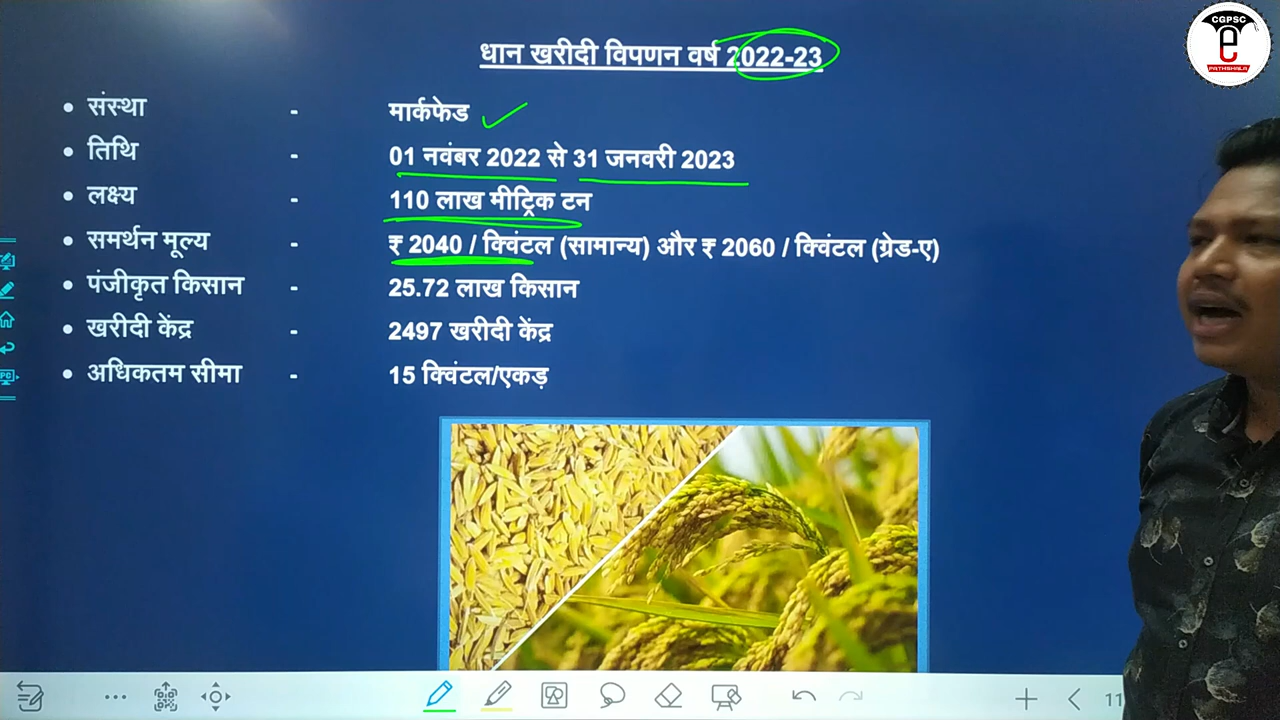 CGPSC
e
PATHSHALA
धान खरीदी विपणन वर्ष 2022-23
• संस्था - मार्कफेड
• तिथि - 01 नवंबर 2022 से 31 जनवरी 2023
• लक्ष्य - 110 लाख मीट्रिक टन
• समर्थन मूल्य - ₹ 2040 / क्विंटल (सामान्य) और ₹ 2060 / क्विंटल (ग्रेड-ए)
• पंजीकृत किसान - 25.72 लाख किसान
• खरीदी केंद्र - 2497 खरीदी केंद्र
• अधिकतम सीमा - 15 क्विंटल/एकड़
PC
11